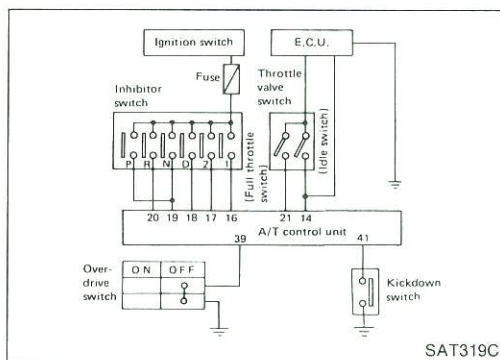 Ignition switch
E.C.U.
Fuse
Throttle
valve
switch
Inhibitor
switch
P R N D 2 1
(Full throttle
switch)
(Idle switch)
20 19 18 17 16 21 14
A/T control unit
39 41
Over-
drive
switch
ON OFF
Kickdown
switch
SAT319C